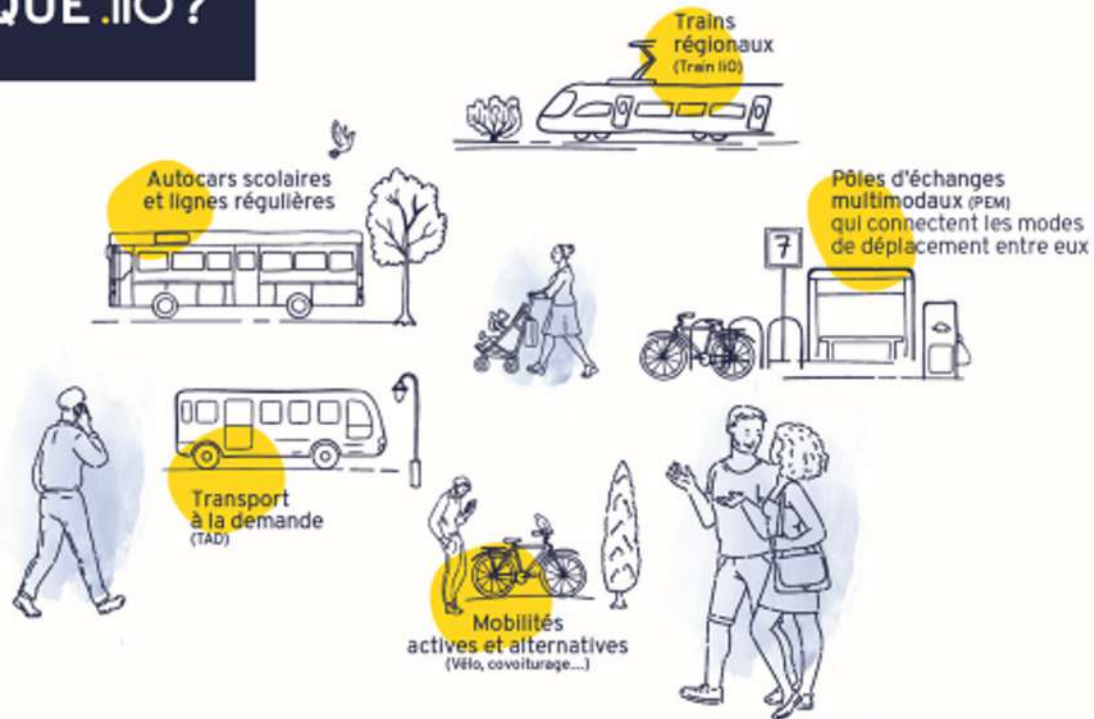 QUE .liO ?
Trains
régionaux
(Train liO)
Autocars scolaires
et lignes régulières
Pôles d'échanges
multimodaux (PEM)
qui connectent les modes
de déplacement entre eux
7
Transport
à la demande
(TAD)
Mobilités
actives et alternatives
(Vélo, covoiturage...)